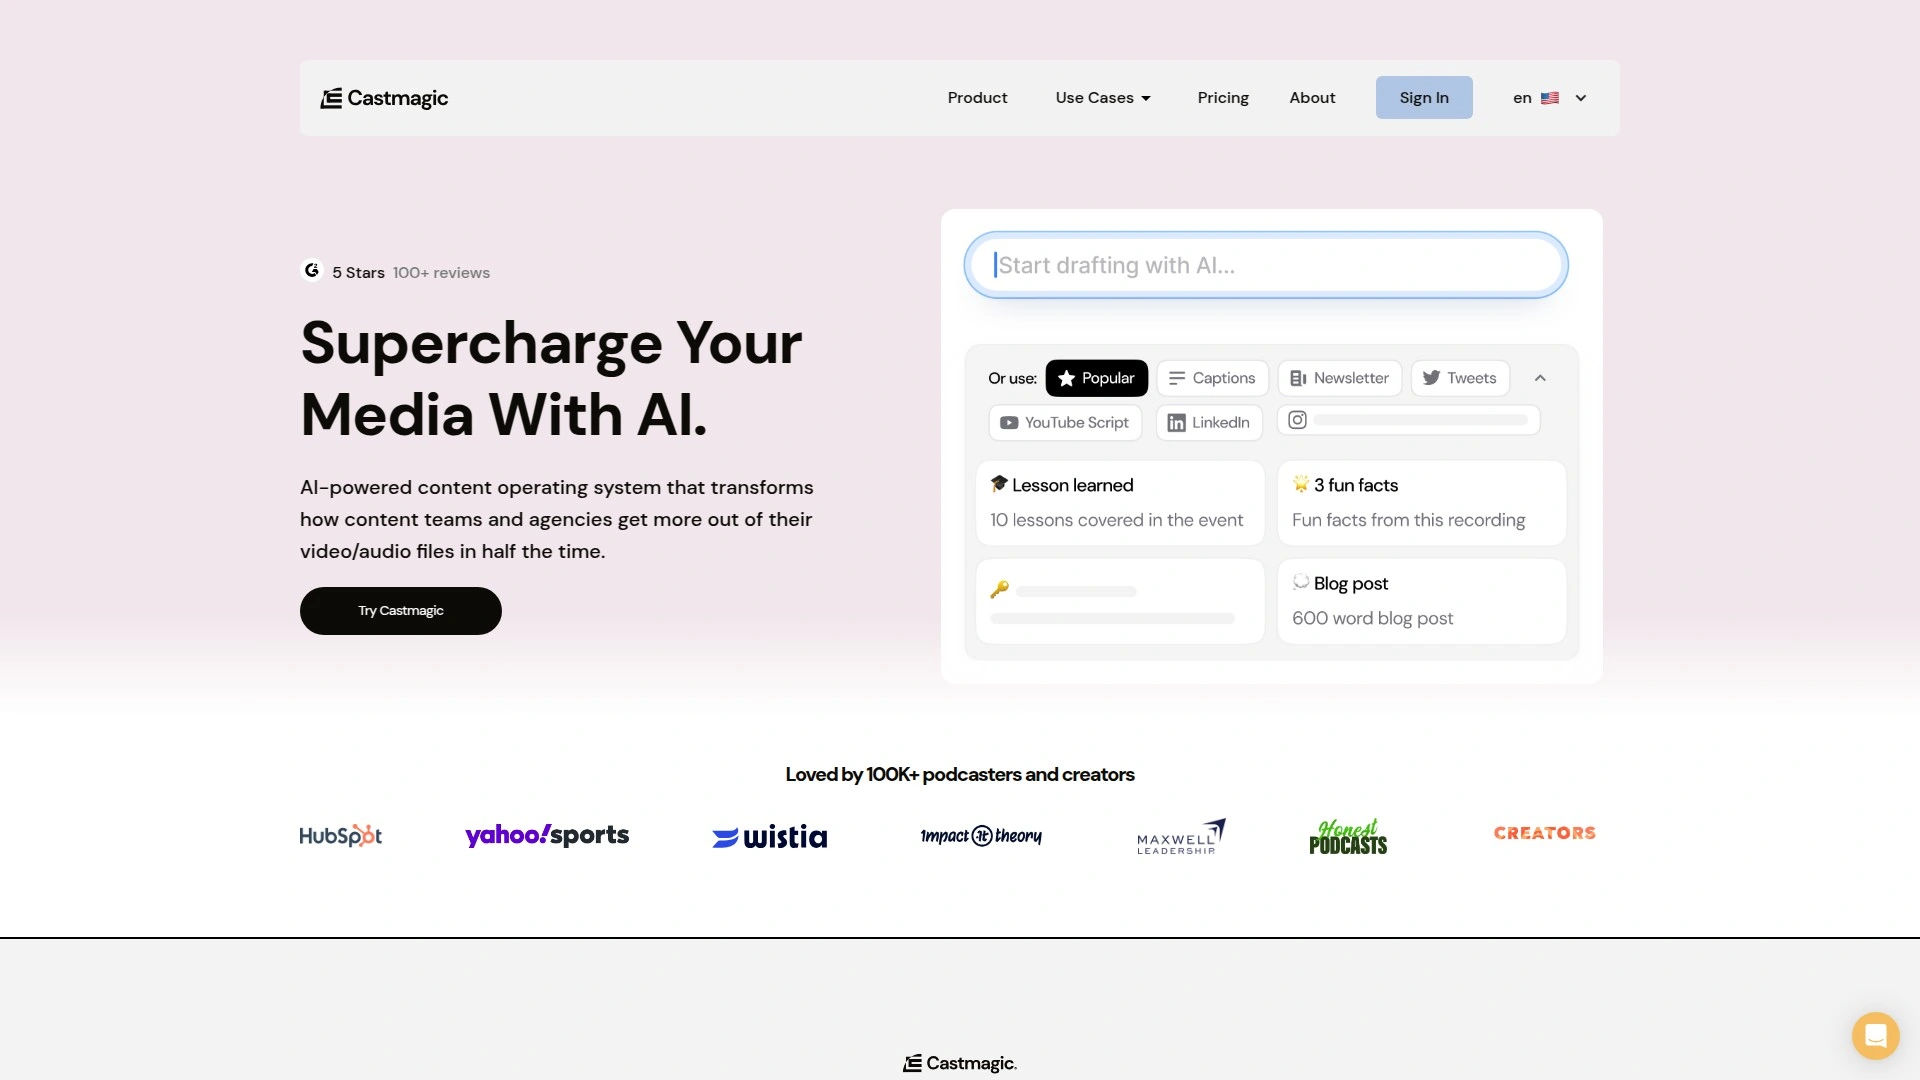 Castmagic
Product
Use Cases
Pricing
About
Sign In
en
5 Stars 100+ reviews
Supercharge Your
Media With AI.
AI-powered content operating system that transforms
how content teams and agencies get more out of their
video/audio files in half the time.
Try Castmagic
Start drafting with AI...
Or use:
Popular
Captions
Newsletter
Tweets
YouTube Script
LinkedIn
Lesson learned
10 lessons covered in the event
3 fun facts
Fun facts from this recording
Blog post
600 word blog post
Loved by 100K+ podcasters and creators
HubSpot
yahoo!sports
wistia
Impact it theory
MAXWELL
LEADERSHIP
Honest
PODCASTS
CREATORS
Castmagic.